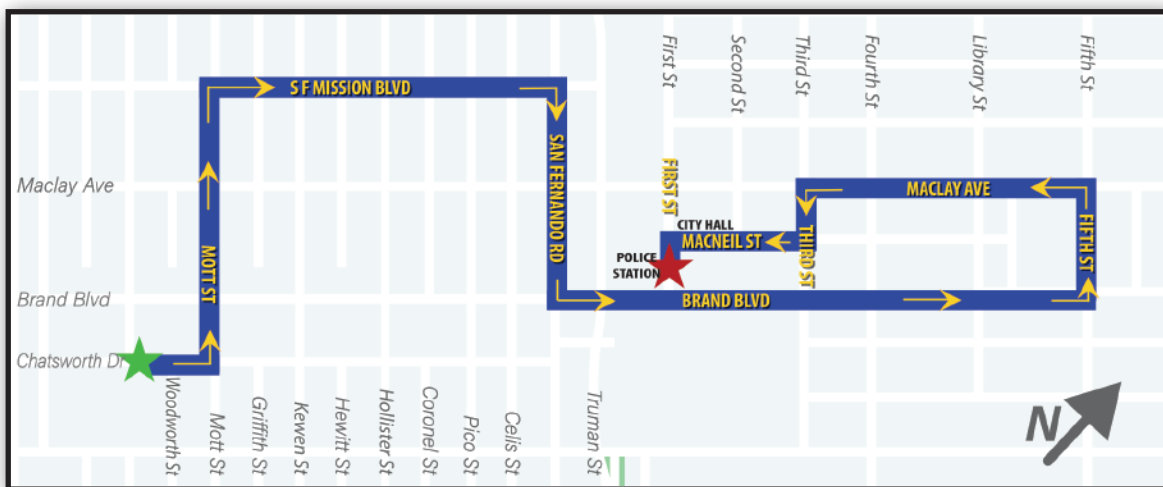 First St
Second St
Third St
Fourth St
Library St
Fifth St
S F MISSION BLVD
SAN FERNANDO RD
FIRST ST
Maclay Ave
MACLAY AVE
CITY HALL
MACNEIL ST
THIRD ST
FIFTH ST
MOTT ST
POLICE
STATION
Brand Blvd
BRAND BLVD
Chatsworth Dr
Woodworth St
Mott St
Griffith St
Kewen St
Hewitt St
Hollister St
Coronel St
Pico St
Celis St
Truman St
N